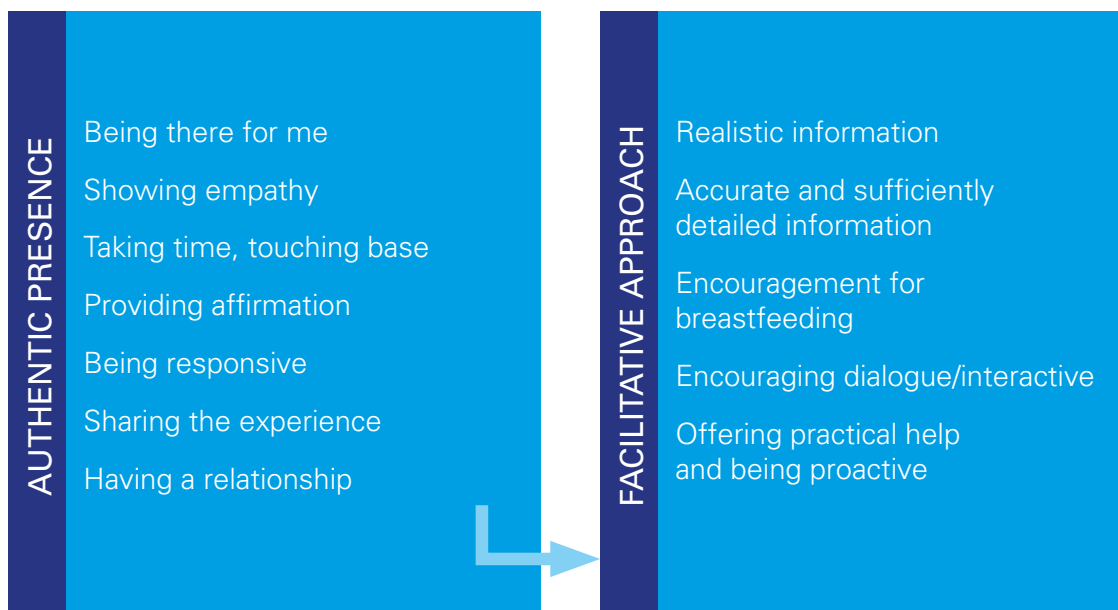 AUTHENTIC PRESENCE
Being there for me
Showing empathy
Taking time, touching base
Providing affirmation
Being responsive
Sharing the experience
Having a relationship
FACILITATIVE APPROACH
Realistic information
Accurate and sufficiently
detailed information
Encouragement for
breastfeeding
Encouraging dialogue/interactive
Offering practical help
and being proactive